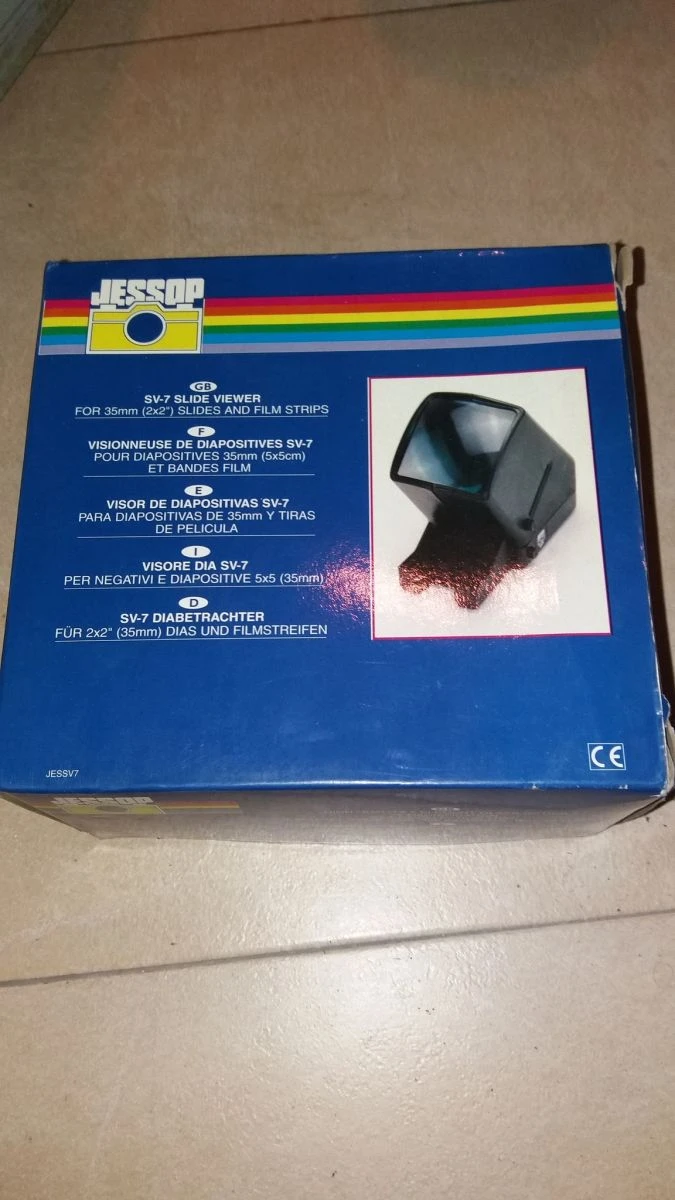 JESSOP
GB
SV-7 SLIDE VIEWER
FOR 35mm (2x2") SLIDES AND FILM STRIPS
F
VISIONNEUSE DE DIAPOSITIVES SV-7
POUR DIAPOSITIVES 35mm (5x5cm)
ET BANDES FILM
E
VISOR DE DIAPOSITIVAS SV-7
PARA DIAPOSITIVAS DE 35mm Y TIRAS
DE PELICULA
I
VISORE DIA SV-7
PER NEGATIVI E DIAPOSITIVE 5x5 (35mm)
D
SV-7 DIABETRACHTER
FÜR 2x2" (35mm) DIAS UND FILMSTREIFEN
CE
JESSV7
JESSOP